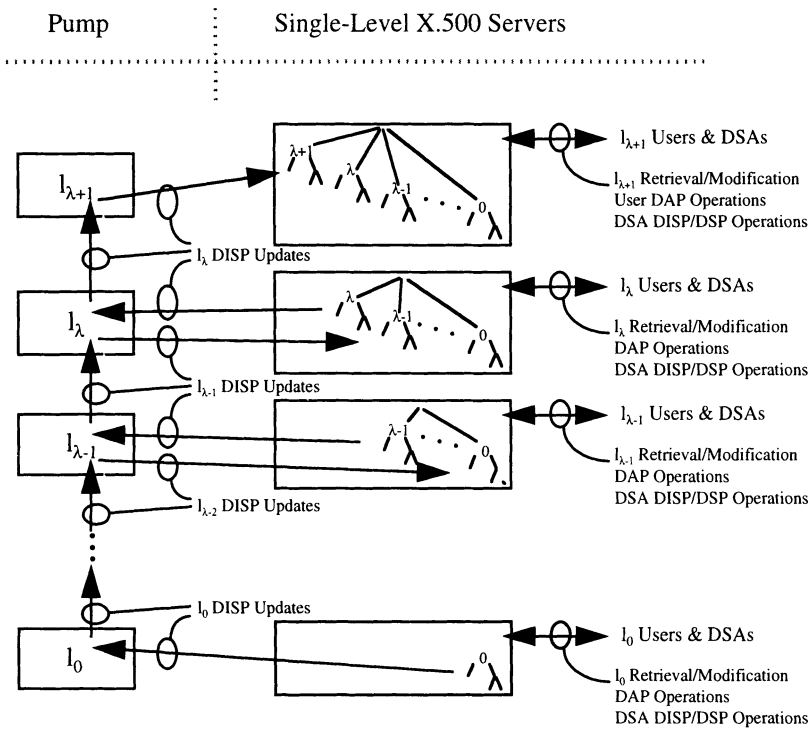 Pump
Single-Level X.500 Servers
l_{λ+1}
λ+1
λ
λ-1
. . . .
0
l_{λ+1} Users & DSAs
l_{λ+1} Retrieval/Modification
User DAP Operations
DSA DISP/DSP Operations
l_λ DISP Updates
l_λ
λ
λ-1
. . . .
0
l_λ Users & DSAs
l_λ Retrieval/Modification
DAP Operations
DSA DISP/DSP Operations
l_{λ-1} DISP Updates
l_{λ-1}
λ-1
. . . .
0
l_{λ-1} Users & DSAs
l_{λ-1} Retrieval/Modification
DAP Operations
DSA DISP/DSP Operations
l_{λ-2} DISP Updates
l_0 DISP Updates
l_0
0
l_0 Users & DSAs
l_0 Retrieval/Modification
DAP Operations
DSA DISP/DSP Operations